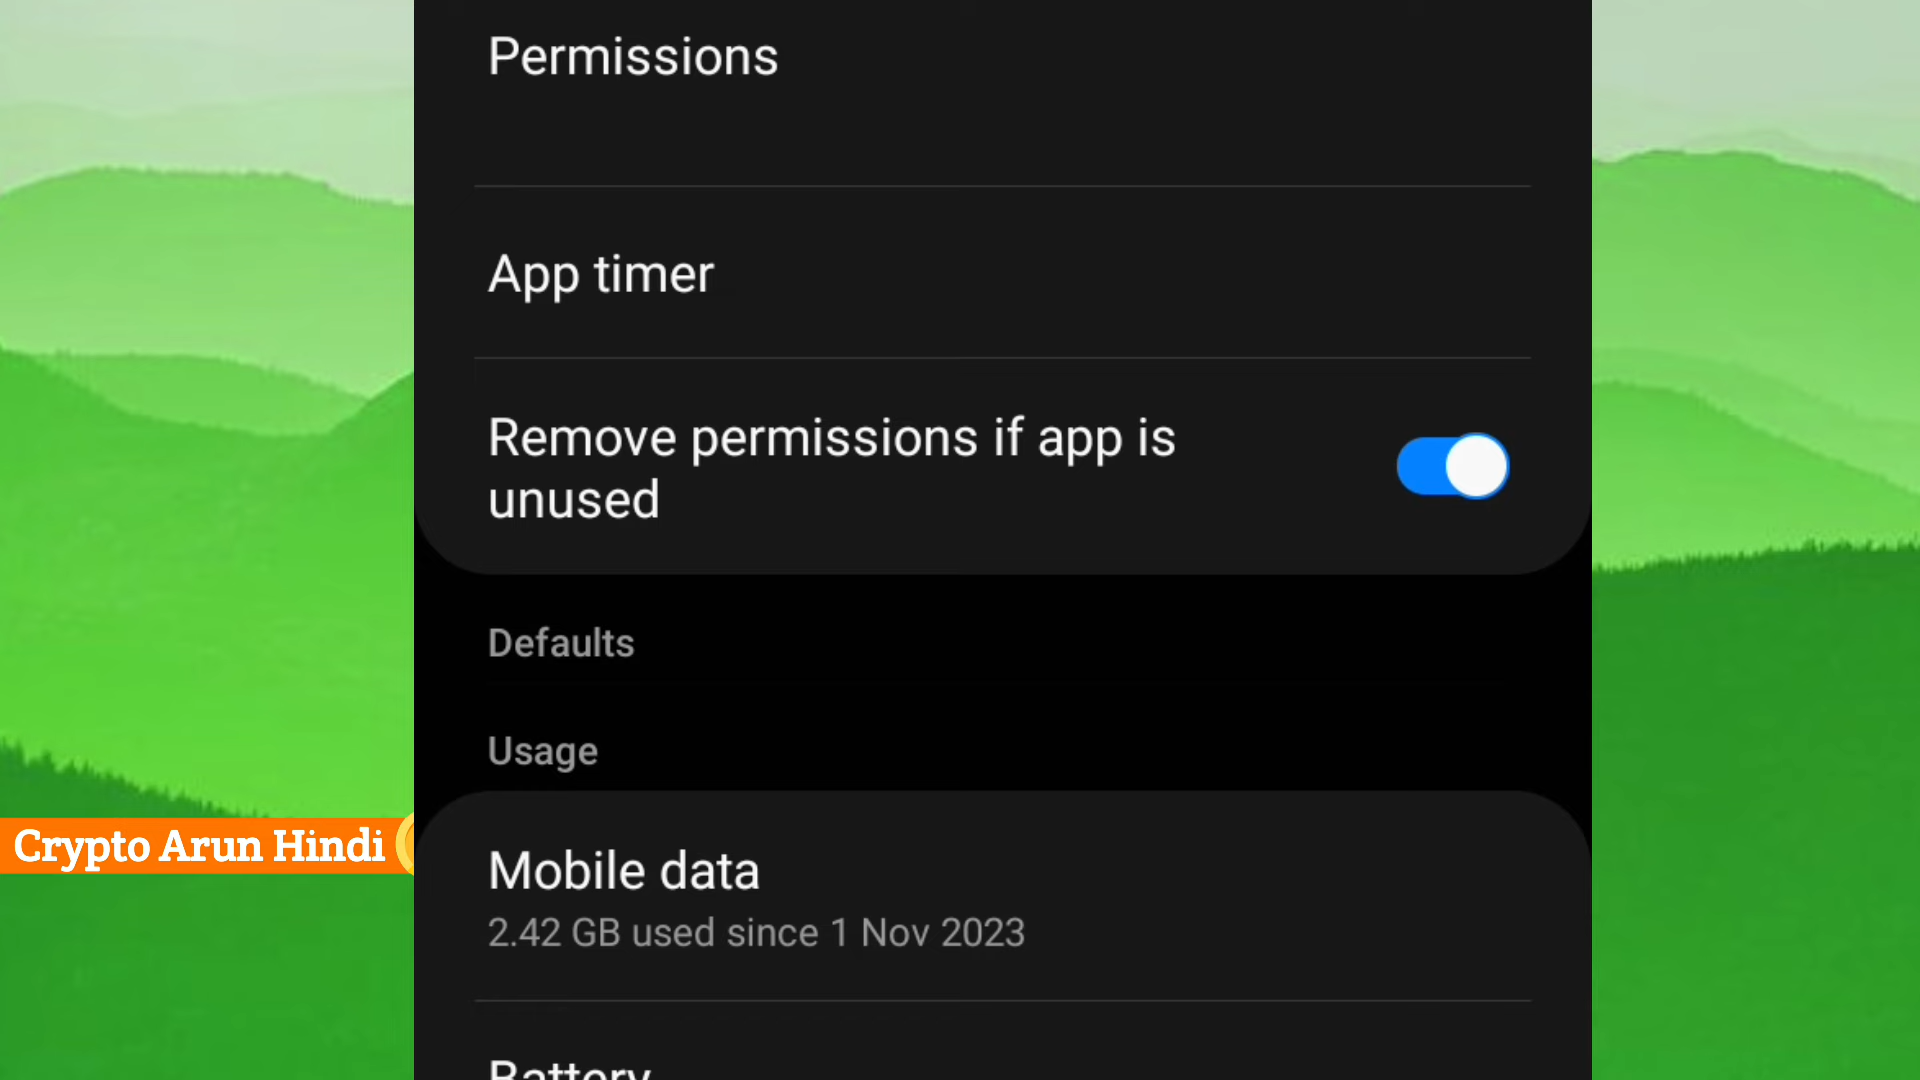 Permissions
App timer
Remove permissions if app is
unused
Defaults
Usage
Crypto Arun Hindi
Mobile data
2.42 GB used since 1 Nov 2023
Battery